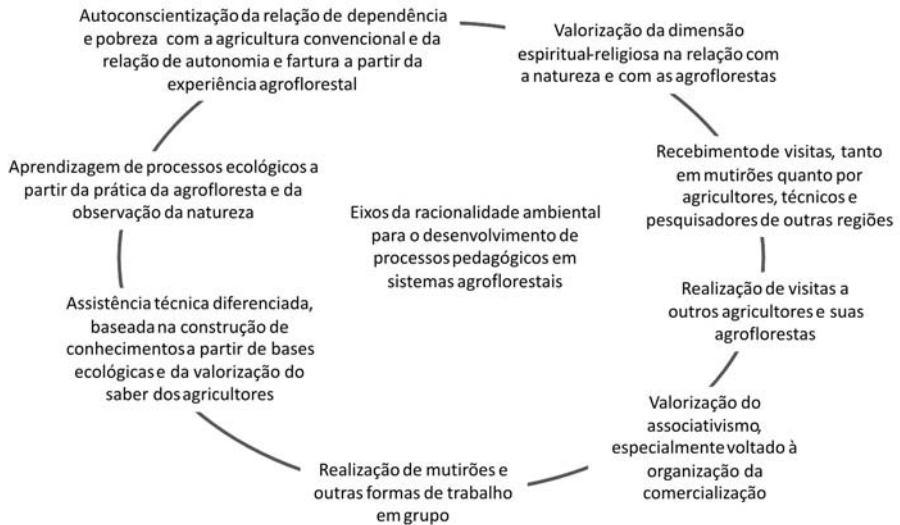 Autoconscientização da relação de dependência
e pobreza com a agricultura convencional e da
relação de autonomia e fartura a partir da
experiência agroflorestal
Valorização da dimensão
espiritual-religiosa na relação com
a natureza e com as agroflorestas
Recebimento de visitas, tanto
em mutirões quanto por
agricultores, técnicos e
pesquisadores de outras regiões
Realização de visitas a
outros agricultores e suas
agroflorestas
Valorização do
associativismo,
especialmente voltado à
organização da
comercialização
Realização de mutirões e
outras formas de trabalho
em grupo
Assistência técnica diferenciada,
baseada na construção de
conhecimentos a partir de bases
ecológicas e da valorização do
saber dos agricultores
Aprendizagem de processos ecológicos a
partir da prática da agrofloresta e da
observação da natureza
Eixos da racionalidade ambiental
para o desenvolvimento de
processos pedagógicos em
sistemas agroflorestais